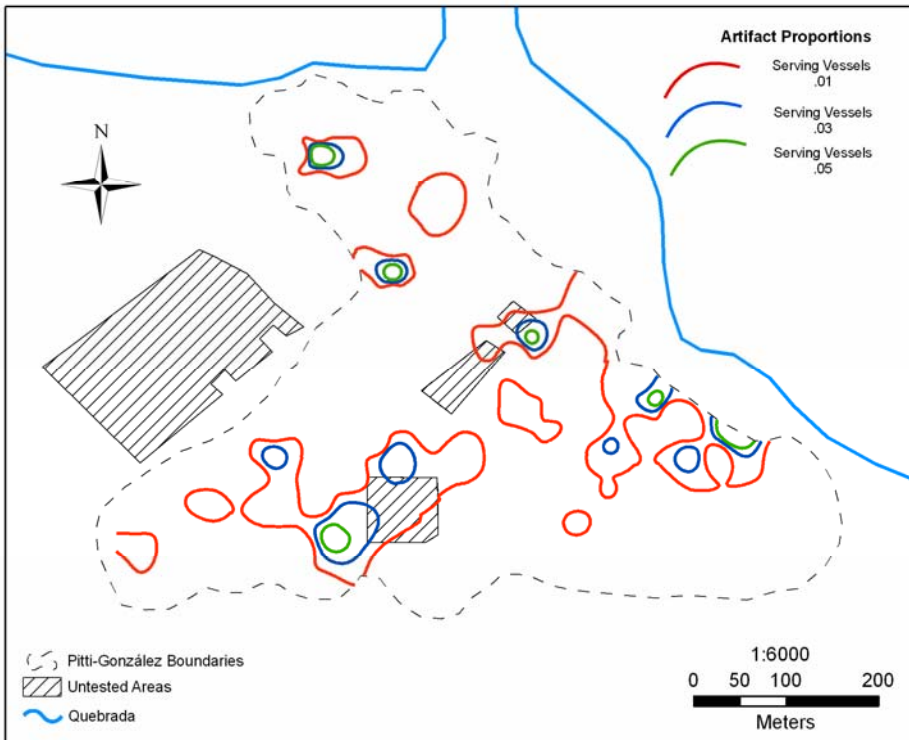 Artifact Proportions
Serving Vessels
.01
Serving Vessels
.03
Serving Vessels
.05
N
Pitti-González Boundaries
Untested Areas
Quebrada
1:6000
0 50 100 200
Meters